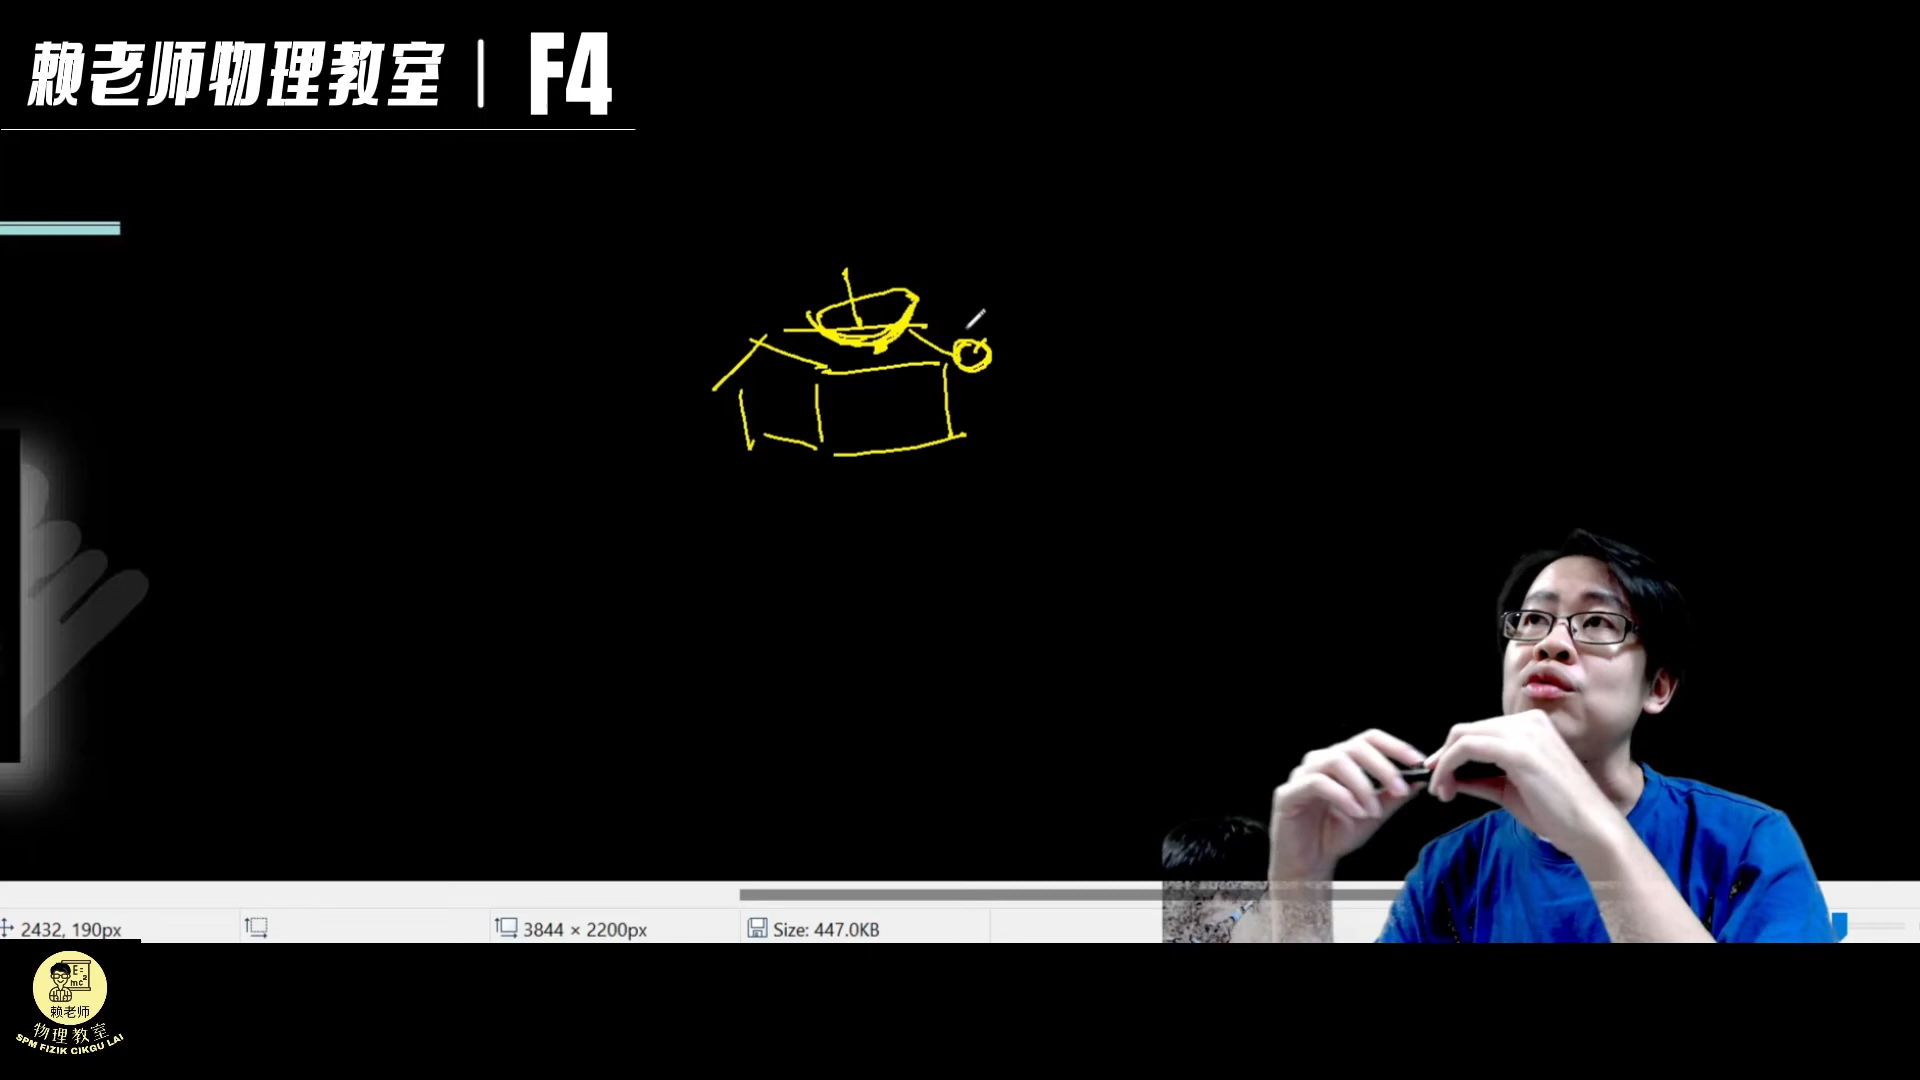 赖老师物理教室 | F4
2432, 190px
3844 × 2200px
Size: 447.0KB
E=
mc²
赖老师
物理教室
SPM FIZIK CIKGU LAI